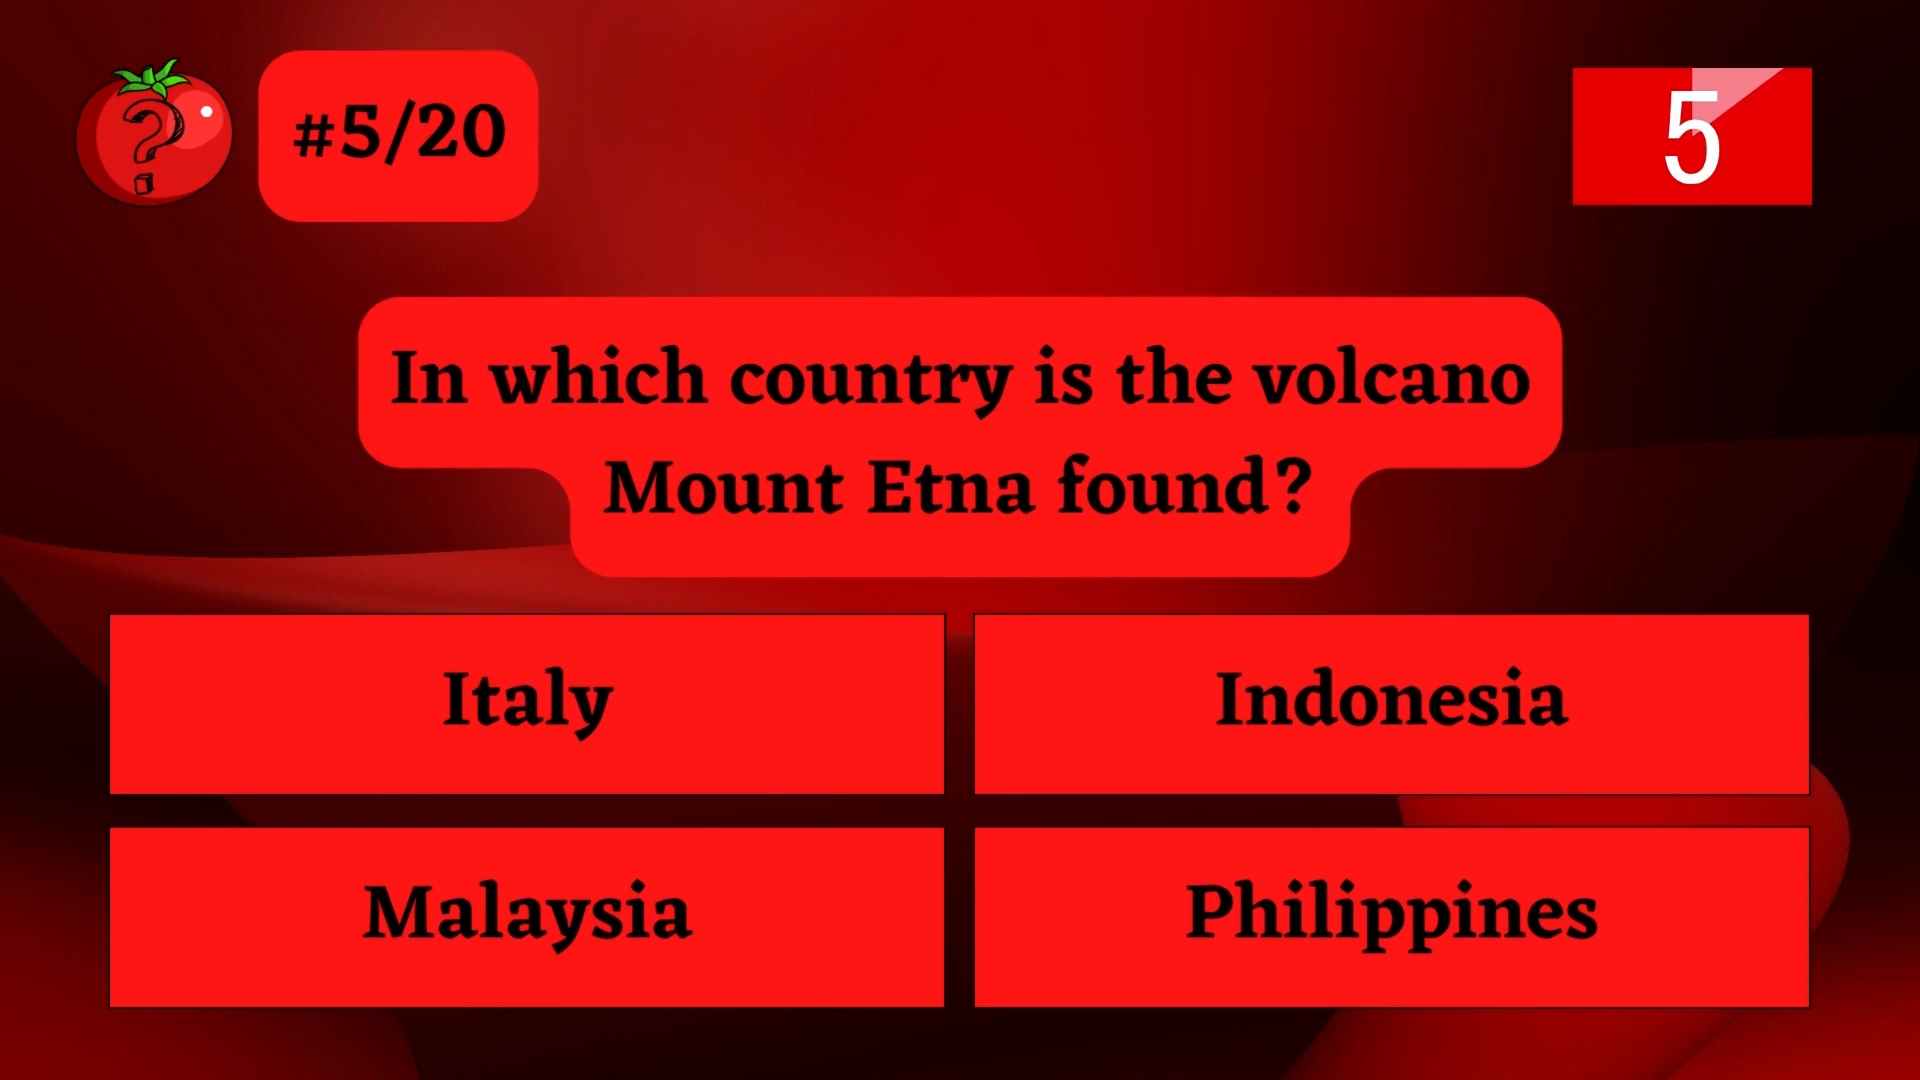 ?
#5/20
5
In which country is the volcano
Mount Etna found?
Italy
Indonesia
Malaysia
Philippines